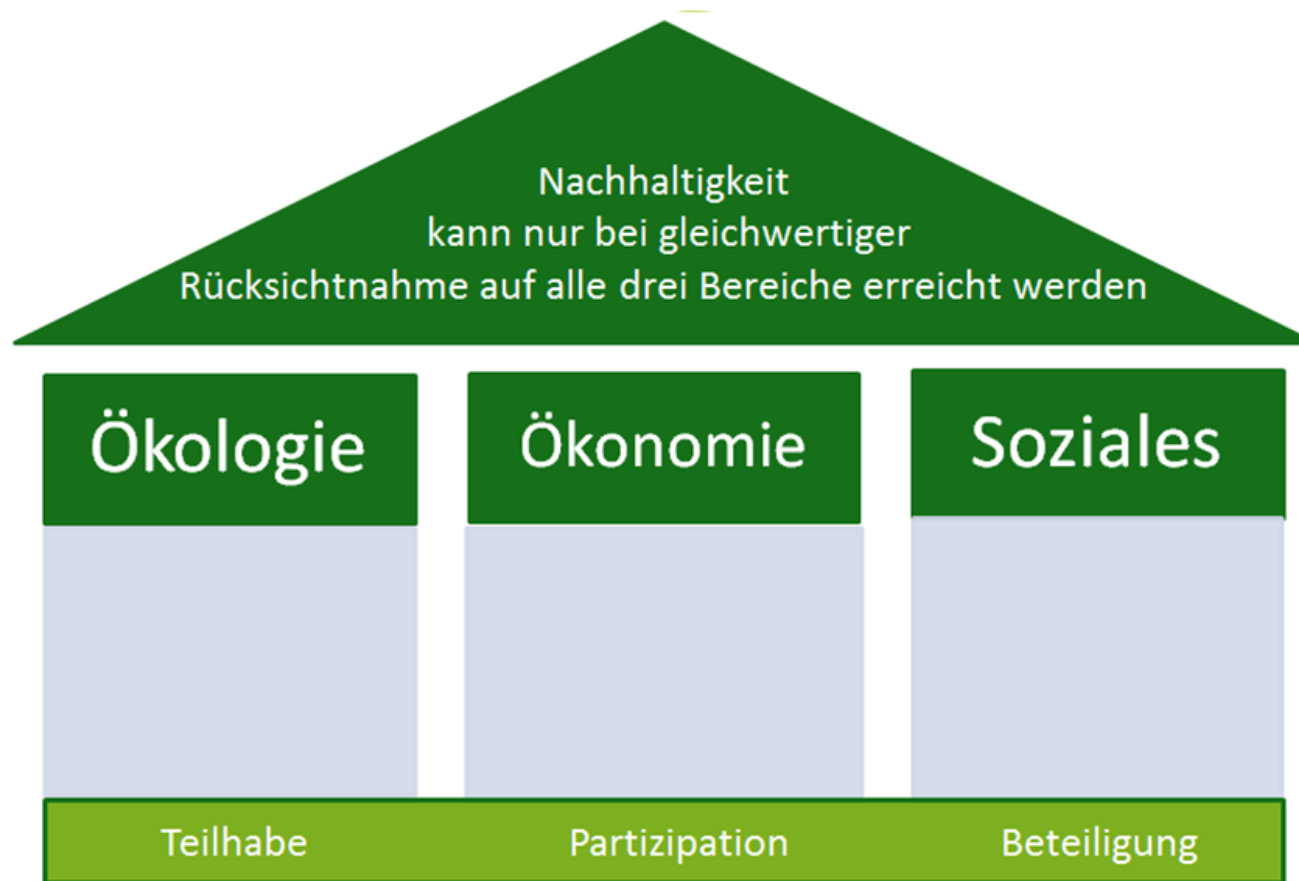 Nachhaltigkeit
kann nur bei gleichwertiger
Rücksichtnahme auf alle drei Bereiche erreicht werden
Ökologie
Ökonomie
Soziales
Teilhabe
Partizipation
Beteiligung